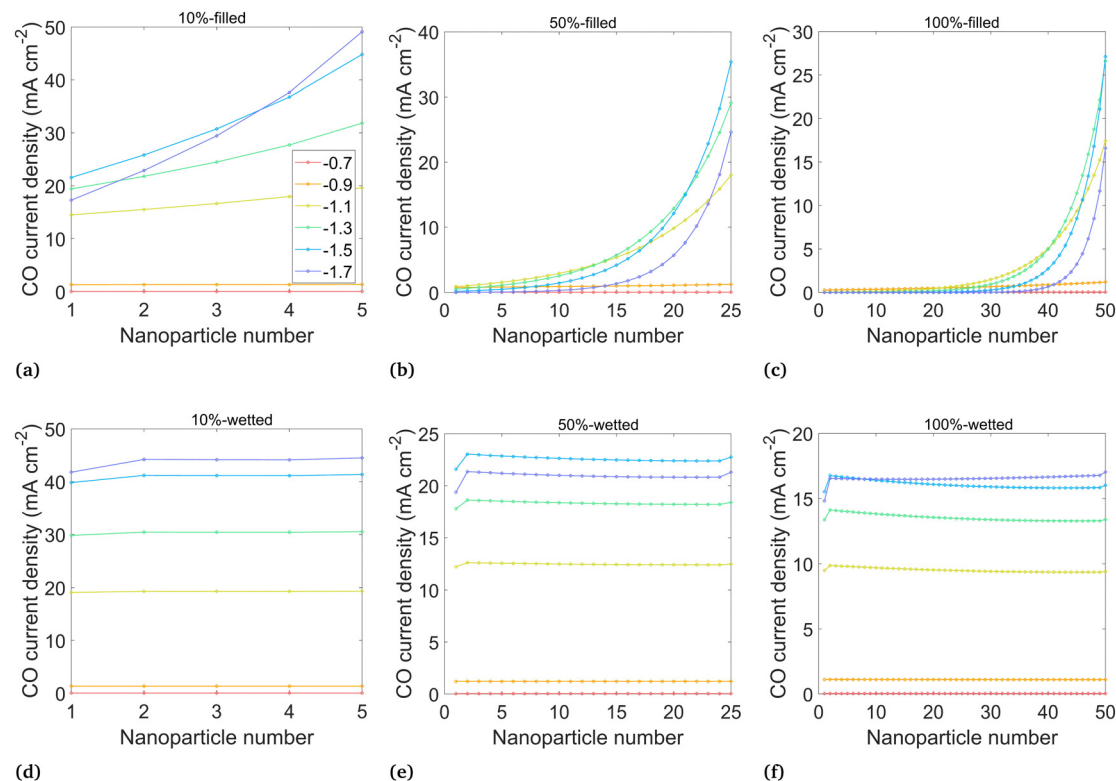 10%-filled
CO current density (mA cm⁻²)
50
40
30
20
10
0
1 2 3 4 5
Nanoparticle number
-0.7
-0.9
-1.1
-1.3
-1.5
-1.7
(a)
50%-filled
CO current density (mA cm⁻²)
40
30
20
10
0
0 5 10 15 20 25
Nanoparticle number
(b)
100%-filled
CO current density (mA cm⁻²)
30
25
20
15
10
5
0
0 10 20 30 40 50
Nanoparticle number
(c)
10%-wetted
CO current density (mA cm⁻²)
50
40
30
20
10
0
1 2 3 4 5
Nanoparticle number
(d)
50%-wetted
CO current density (mA cm⁻²)
25
20
15
10
5
0
0 5 10 15 20 25
Nanoparticle number
(e)
100%-wetted
CO current density (mA cm⁻²)
20
15
10
5
0
0 10 20 30 40 50
Nanoparticle number
(f)